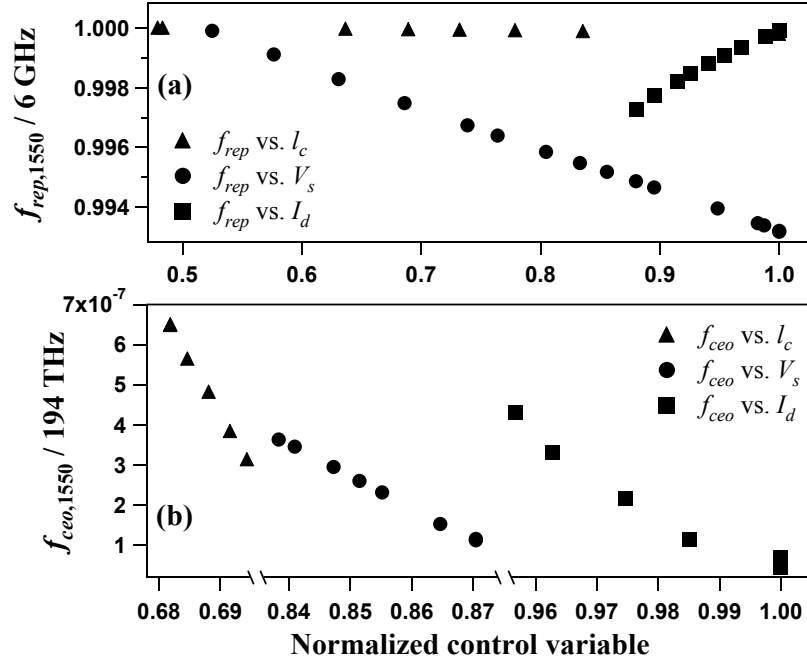 1.000
0.998
0.996
0.994
f_rep,1550 / 6 GHz
(a)
f_rep vs. l_c
f_rep vs. V_s
f_rep vs. I_d
0.5 0.6 0.7 0.8 0.9 1.0
7x10^-7
6
5
4
3
2
1
f_ceo,1550 / 194 THz
(b)
f_ceo vs. l_c
f_ceo vs. V_s
f_ceo vs. I_d
0.68 0.69 0.84 0.85 0.86 0.87 0.96 0.97 0.98 0.99 1.00
Normalized control variable